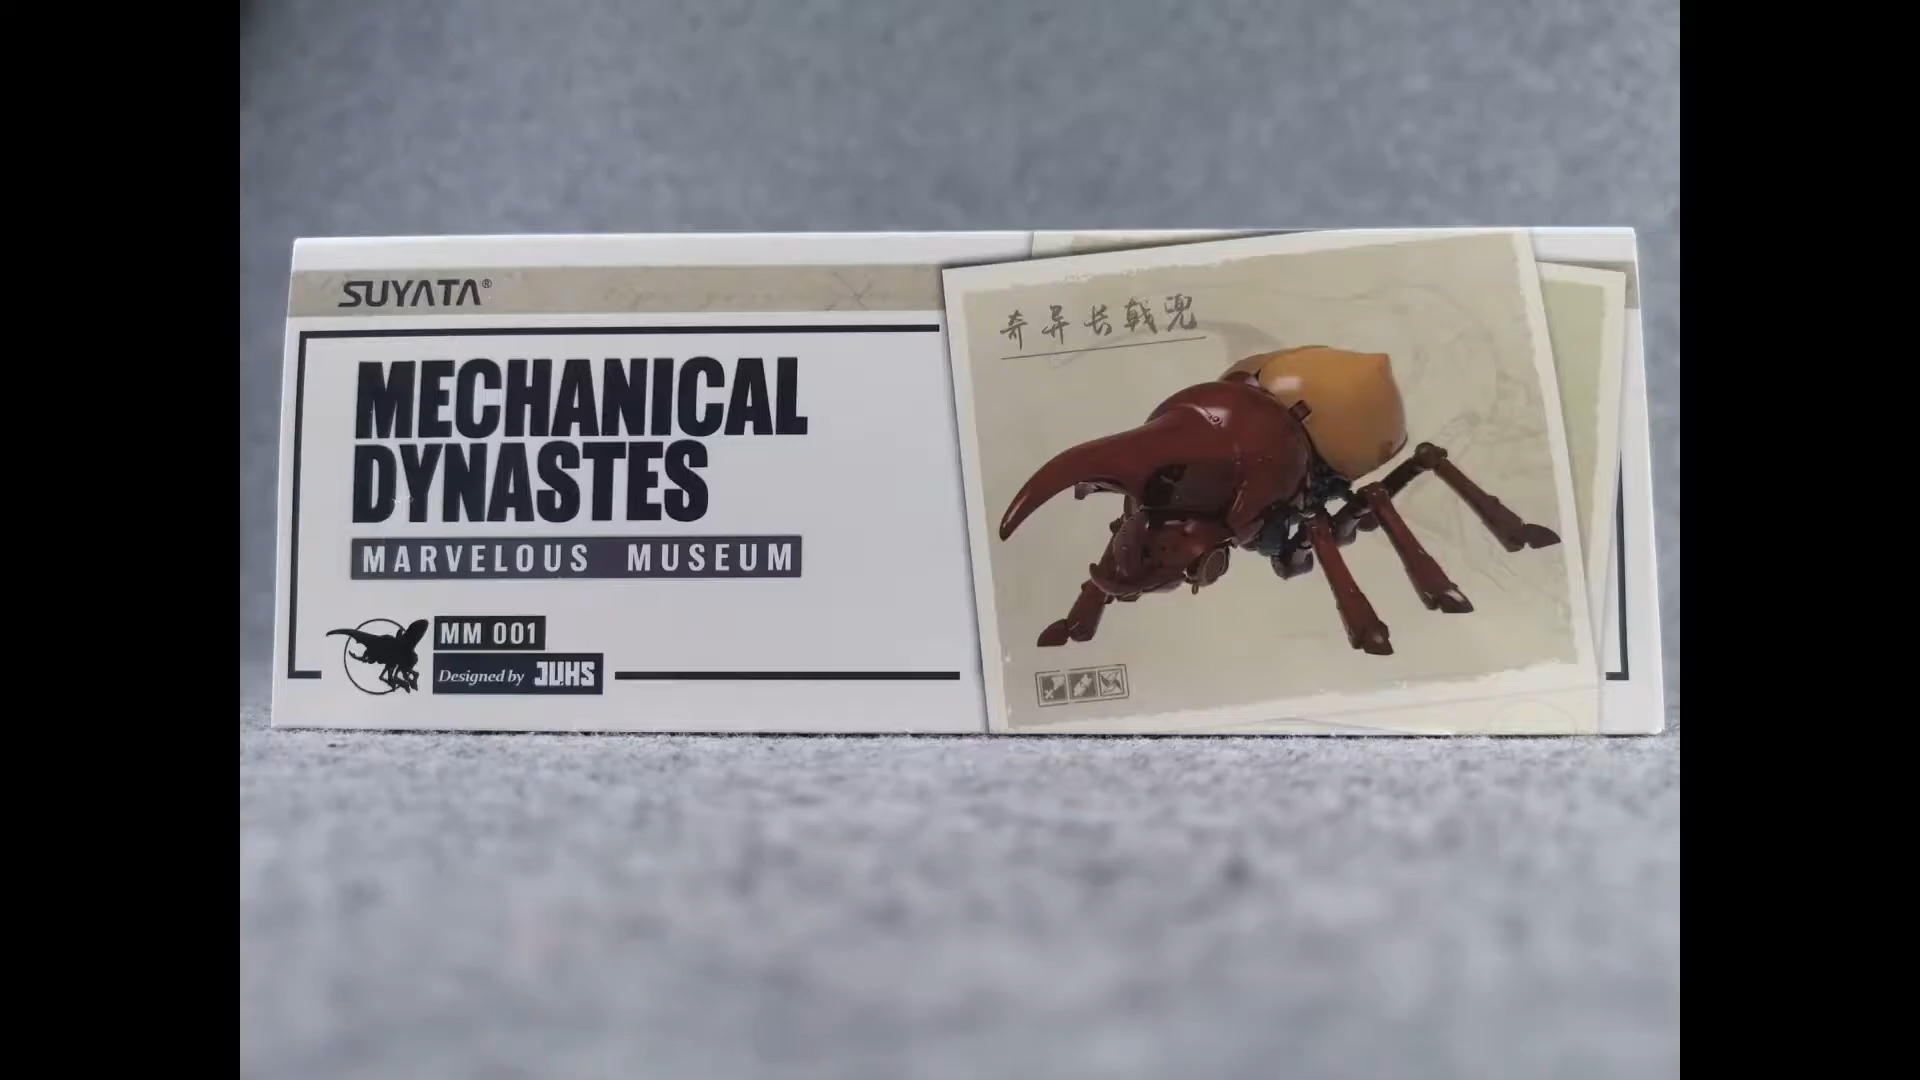 SUYATA®
MECHANICAL
DYNASTES
MARVELOUS MUSEUM
MM 001
Designed by JUHS
奇异长戟兜